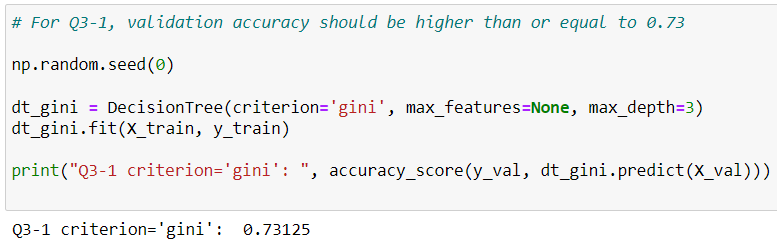 # For Q3-1, validation accuracy should be higher than or equal to 0.73
np.random.seed(0)
dt_gini = DecisionTree(criterion='gini', max_features=None, max_depth=3)
dt_gini.fit(X_train, y_train)
print("Q3-1 criterion='gini': ", accuracy_score(y_val, dt_gini.predict(X_val)))
Q3-1 criterion='gini':  0.73125